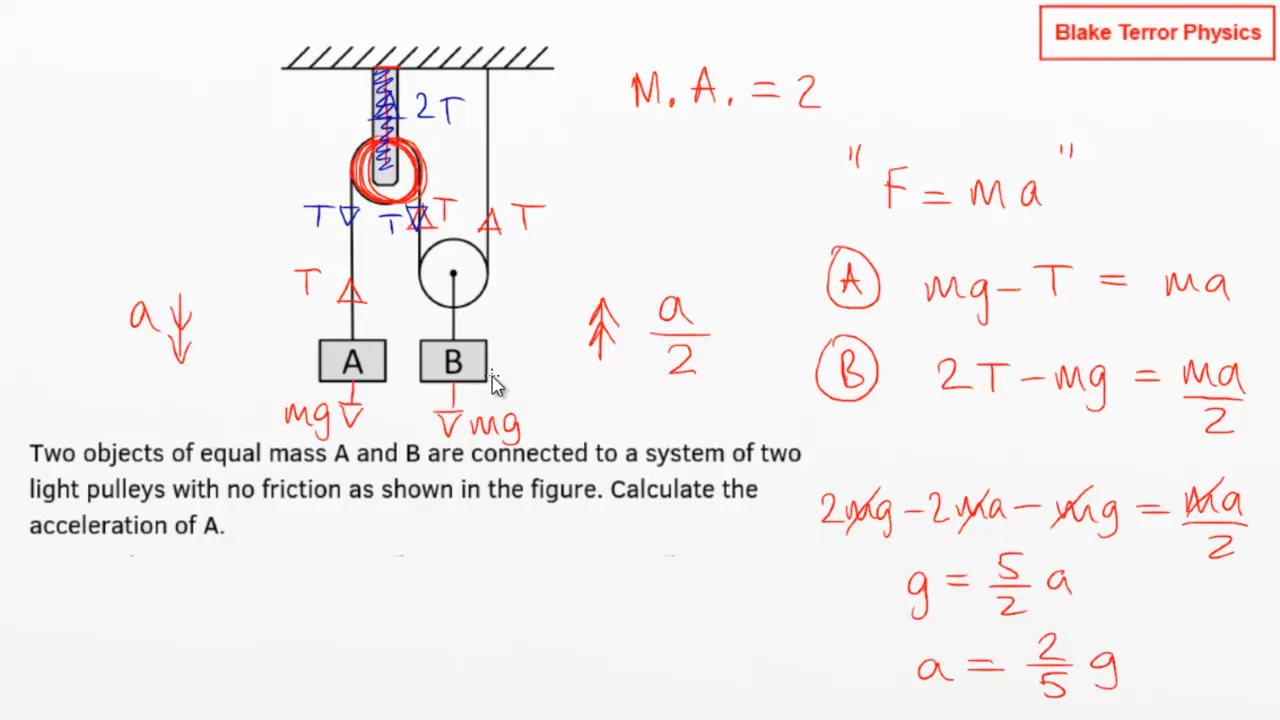 Blake Terror Physics
M. A. = 2
2T
" F = ma "
T T T T
T
a
a/2
A mg - T = ma
B 2T - mg = ma/2
A B
mg mg
Two objects of equal mass A and B are connected to a system of two
light pulleys with no friction as shown in the figure. Calculate the
acceleration of A.
2mg - 2ma - mg = ma/2
g = 5/2 a
a = 2/5 g